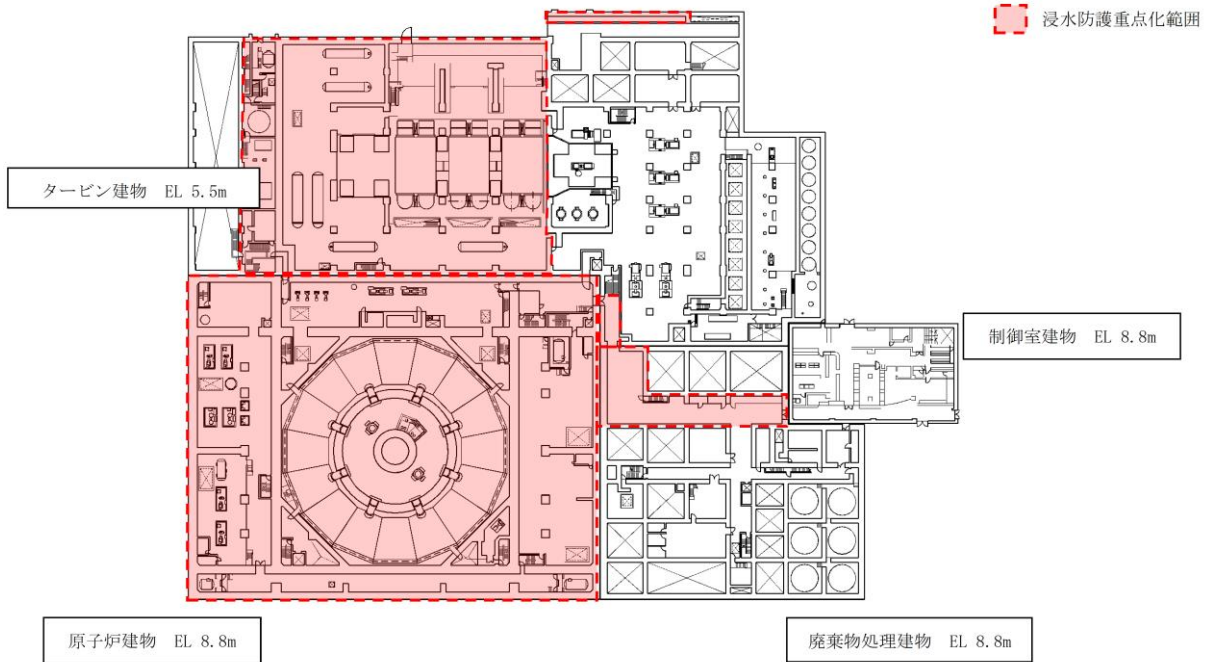 浸水防護重点化範囲
タービン建物 EL 5.5m
制御室建物 EL 8.8m
原子炉建物 EL 8.8m
廃棄物処理建物 EL 8.8m